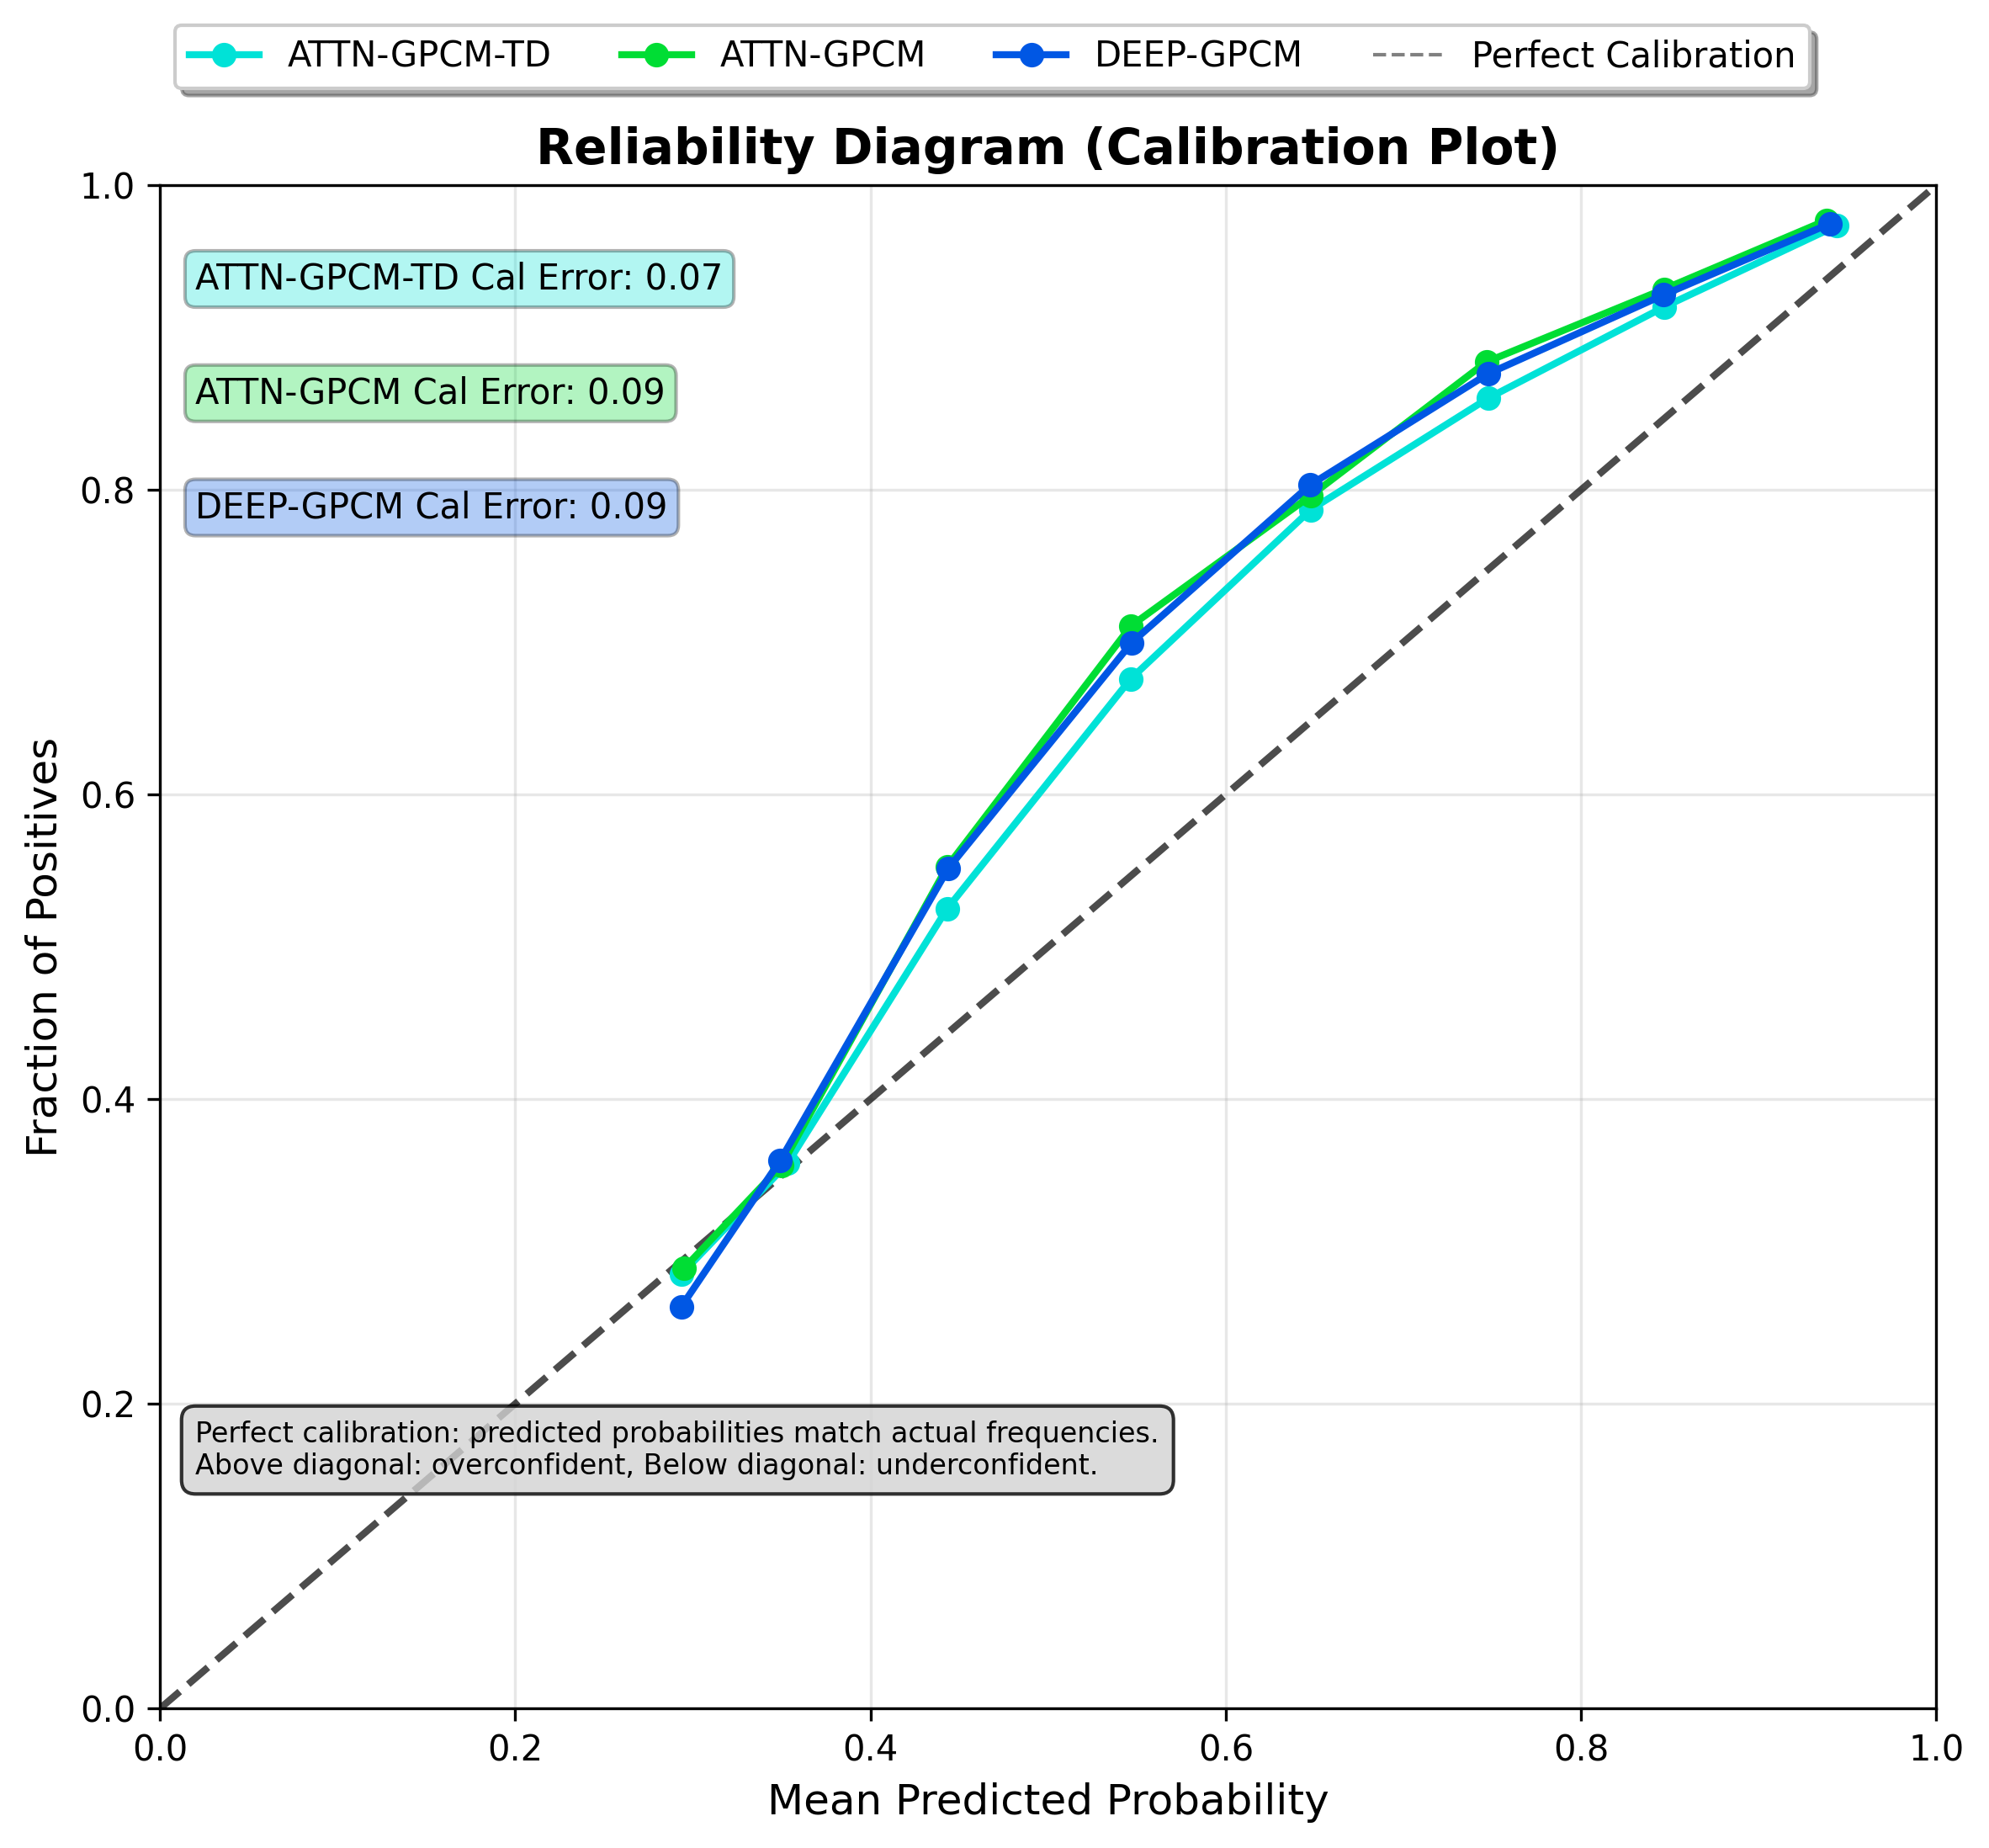 ATTN-GPCM-TD ATTN-GPCM DEEP-GPCM Perfect Calibration
Reliability Diagram (Calibration Plot)
1.0
ATTN-GPCM-TD Cal Error: 0.07
ATTN-GPCM Cal Error: 0.09
0.8
DEEP-GPCM Cal Error: 0.09
0.6
Fraction of Positives
0.4
0.2
Perfect calibration: predicted probabilities match actual frequencies.
Above diagonal: overconfident, Below diagonal: underconfident.
0.0
0.0 0.2 0.4 0.6 0.8 1.0
Mean Predicted Probability